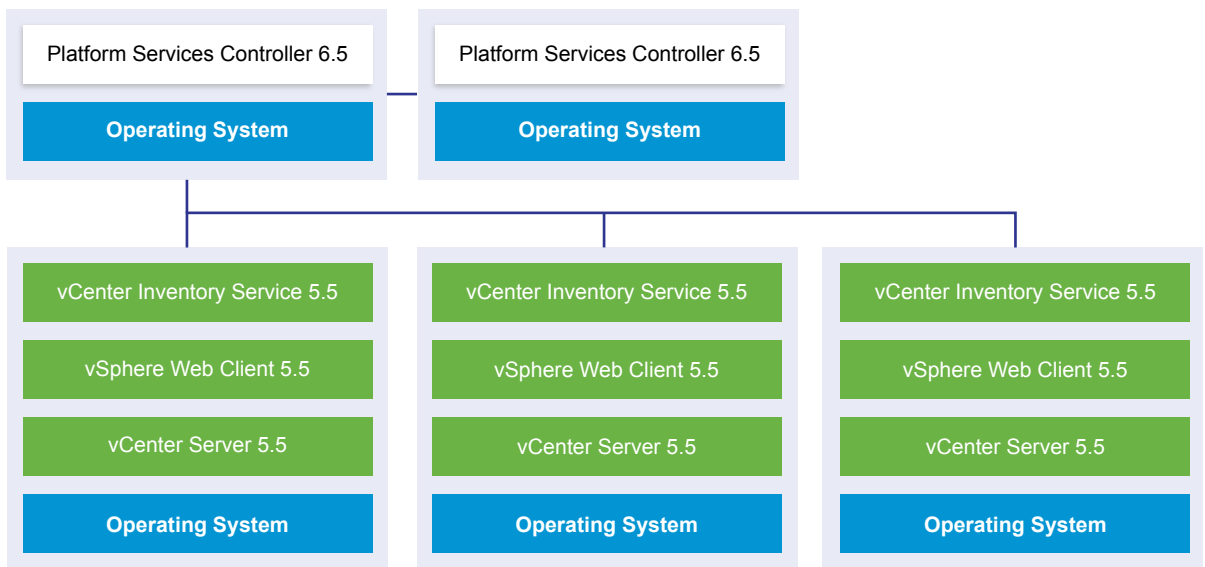 Platform Services Controller 6.5
Platform Services Controller 6.5
Operating System
Operating System
vCenter Inventory Service 5.5
vCenter Inventory Service 5.5
vCenter Inventory Service 5.5
vSphere Web Client 5.5
vSphere Web Client 5.5
vSphere Web Client 5.5
vCenter Server 5.5
vCenter Server 5.5
vCenter Server 5.5
Operating System
Operating System
Operating System